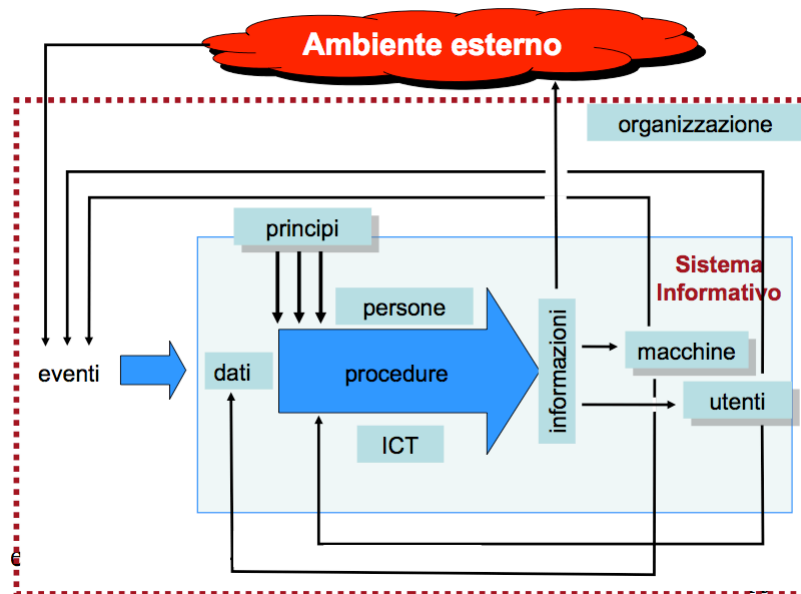 Ambiente esterno
organizzazione
principi
Sistema
Informativo
persone
informazioni
macchine
eventi
dati
procedure
utenti
ICT